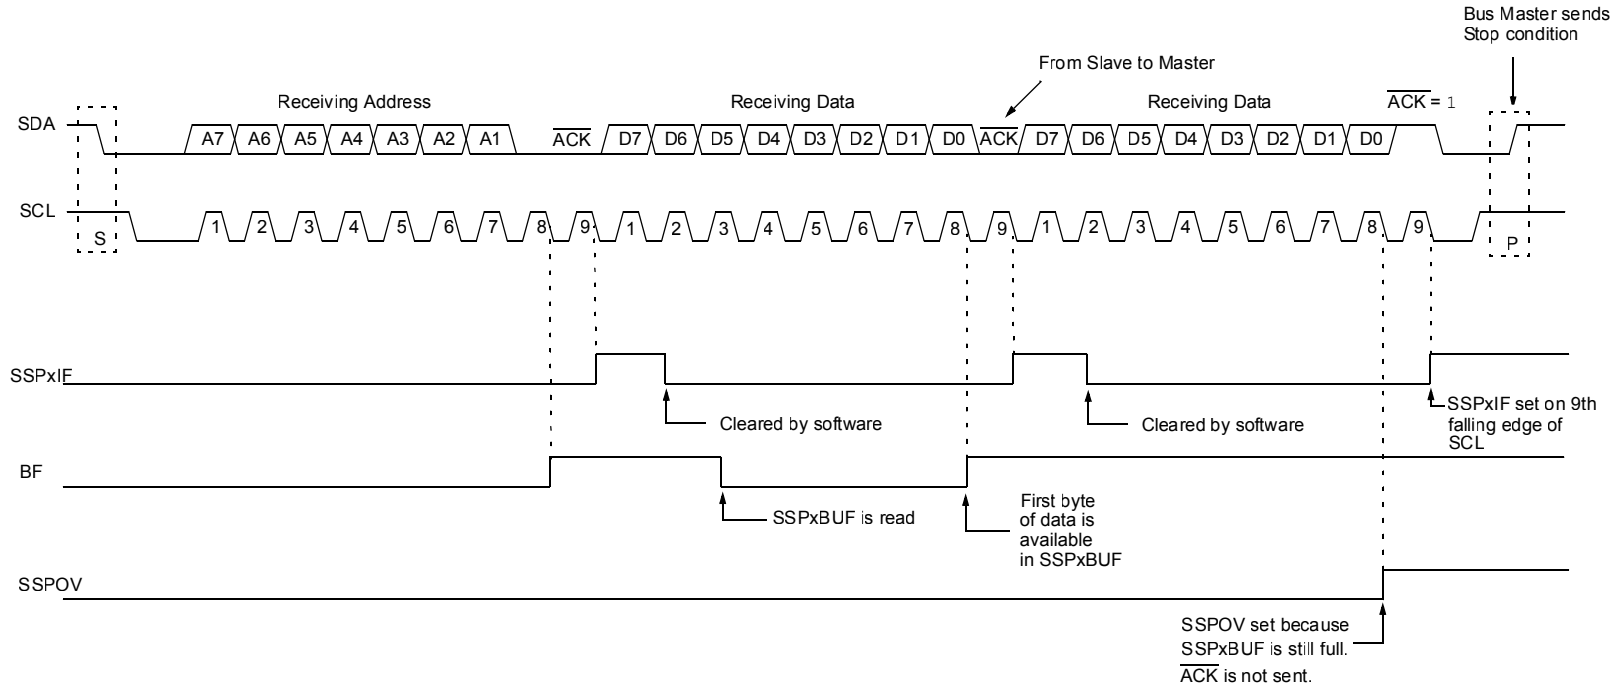 Bus Master sends
Stop condition
From Slave to Master
Receiving Address
Receiving Data
Receiving Data
ACK = 1
SDA
A7 A6 A5 A4 A3 A2 A1 ACK D7 D6 D5 D4 D3 D2 D1 D0 ACK D7 D6 D5 D4 D3 D2 D1 D0
SCL
1 2 3 4 5 6 7 8 9 1 2 3 4 5 6 7 8 9 1 2 3 4 5 6 7 8 9
S
P
SSPxIF
Cleared by software
Cleared by software
SSPxIF set on 9th
falling edge of
SCL
BF
SSPxBUF is read
First byte
of data is
available
in SSPxBUF
SSPOV
SSPOV set because
SSPxBUF is still full.
ACK is not sent.